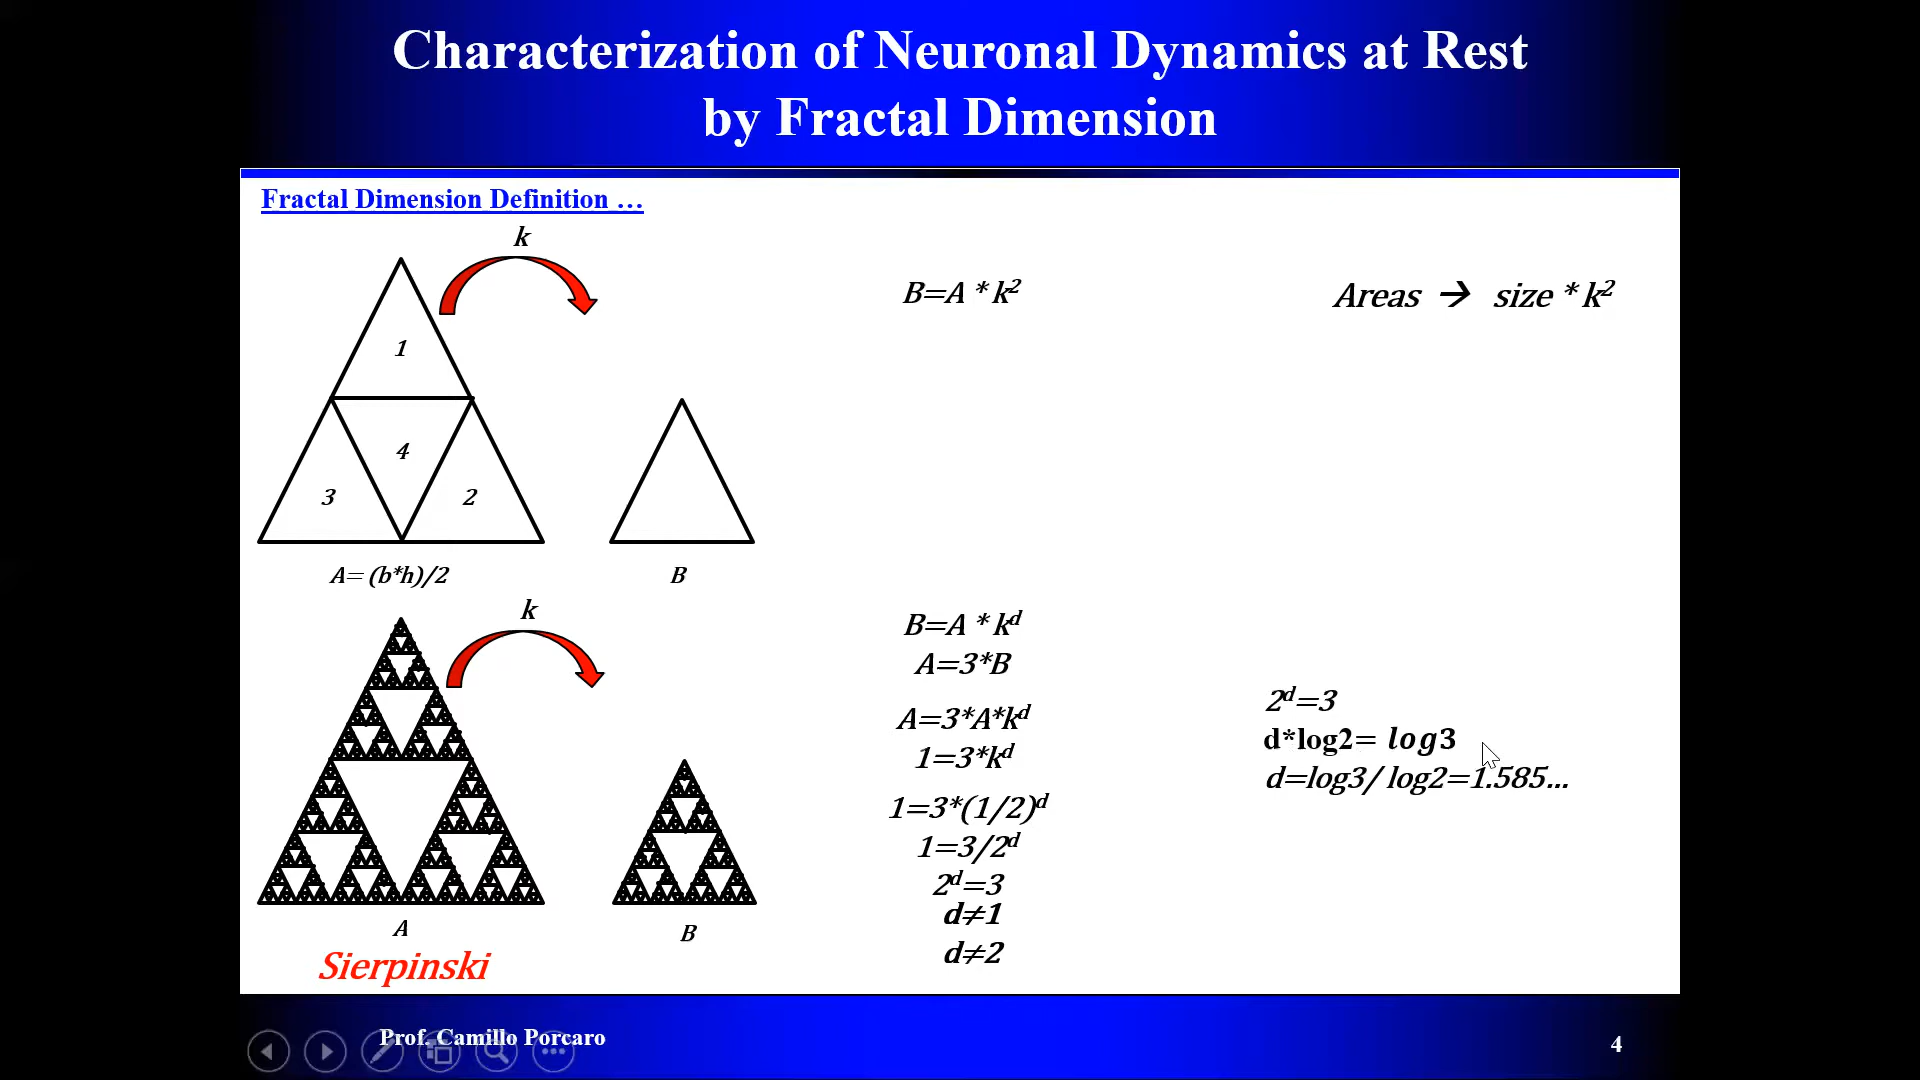 Characterization of Neuronal Dynamics at Rest
by Fractal Dimension
Fractal Dimension Definition …
k
1
4
3
2
A= (b*h)/2
B
B=A * k²
Areas → size * k²
k
A
B
Sierpinski
B=A * kᵈ
A=3*B
A=3*A*kᵈ
1=3*kᵈ
1=3*(1/2)ᵈ
1=3/2ᵈ
2ᵈ=3
d≠1
d≠2
2ᵈ=3
d*log2= log3
d=log3/ log2=1.585...
Prof. Camillo Porcaro
4